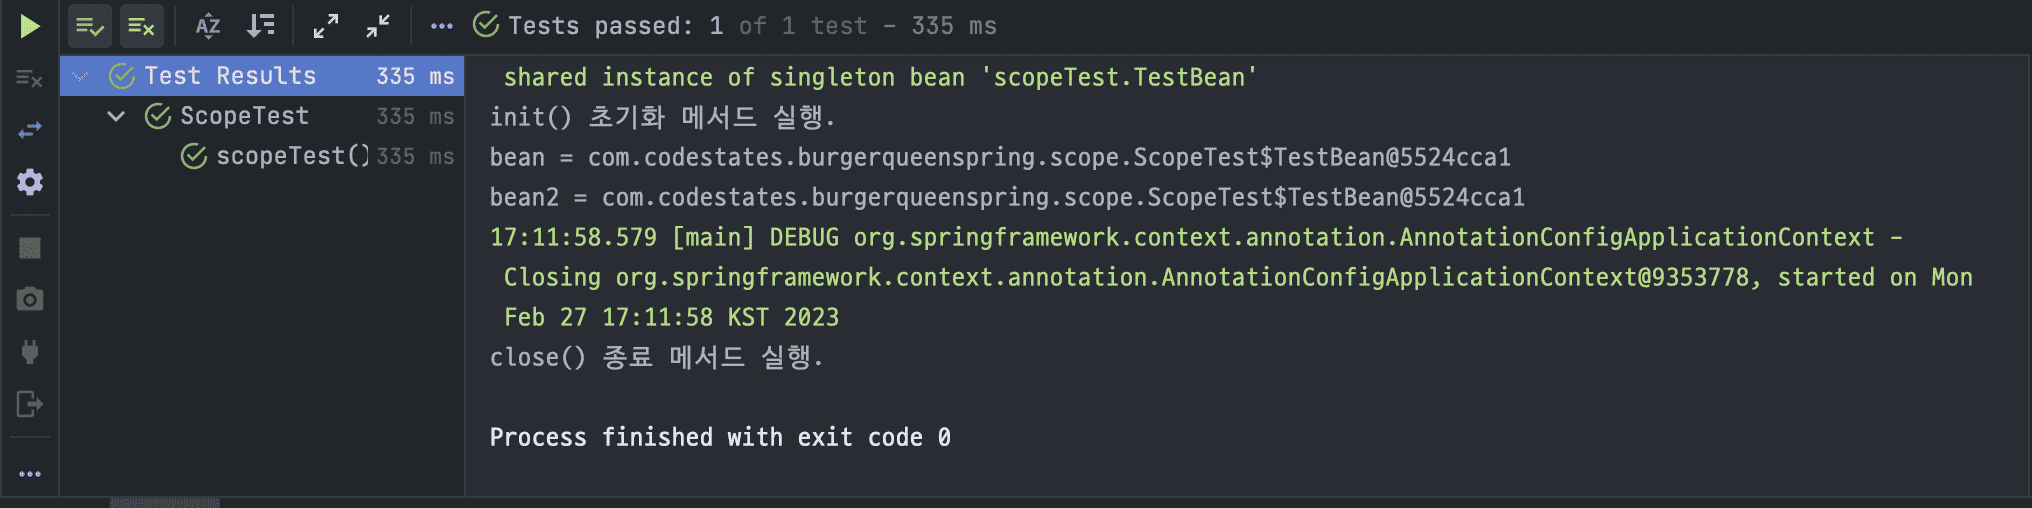 Tests passed: 1 of 1 test – 335 ms
Test Results 335 ms
ScopeTest 335 ms
scopeTest() 335 ms
shared instance of singleton bean 'scopeTest.TestBean'
init() 초기화 메서드 실행.
bean = com.codestates.burgerqueenspring.scope.ScopeTest$TestBean@5524cca1
bean2 = com.codestates.burgerqueenspring.scope.ScopeTest$TestBean@5524cca1
17:11:58.579 [main] DEBUG org.springframework.context.annotation.AnnotationConfigApplicationContext -
Closing org.springframework.context.annotation.AnnotationConfigApplicationContext@9353778, started on Mon
Feb 27 17:11:58 KST 2023
close() 종료 메서드 실행.
Process finished with exit code 0